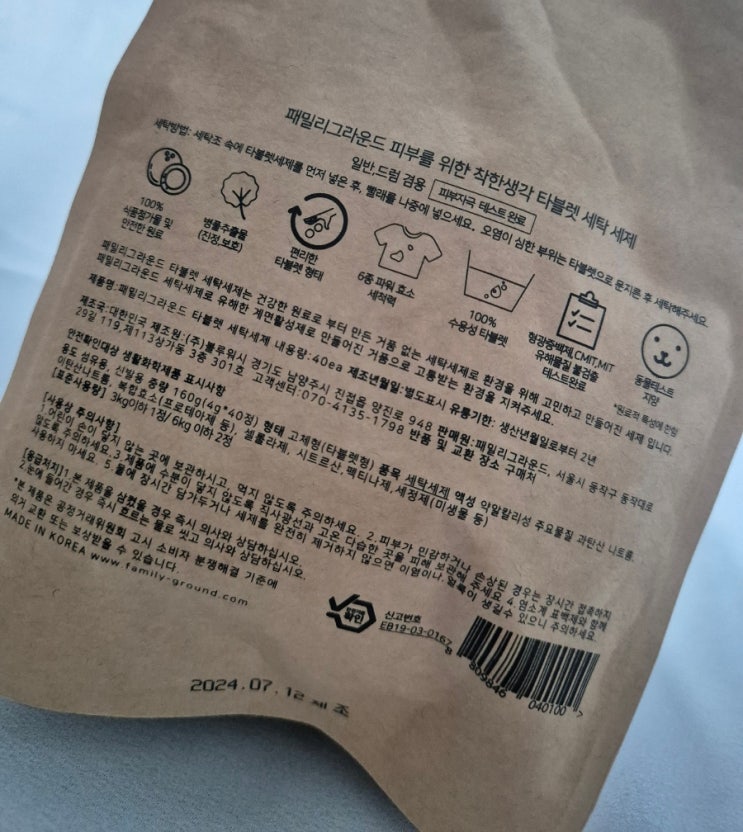 패밀리그라운드 피부를 위한 착한생각 타블렛 세탁 세제
일반,드럼 겸용 피부자극 테스트완료
세탁방법: 세탁조 속에 타블렛세제를 먼저 넣은 후, 빨래를 나중에 넣으세요. 오염이 심한 부위는 타블렛으로 문지른 후 세탁해주세요.
100%
식품첨가물 및
안전한 원료
병풀추출물
(진정,보호)
편리한
타블렛 형태
6종 파워 효소
세척력
100%
수용성 타블렛
형광증백제,CMIT,MIT
유해물질 불검출
테스트완료
동물테스트
지양
*원료적 특성에 한함
패밀리그라운드 타블렛 세탁세제는 건강한 원료로 부터 만든 거품 없는 세탁세제로 환경을 위해 고민하고 만들어진 세제 입니다.
패밀리그라운드 세탁세제로 유해한 계면활성제로 만들어진 거품으로 고통받는 환경을 지켜주세요.
제품명:패밀리그라운드 타블렛 세탁세제 내용량:40ea 제조년월일:별도표시 유통기한: 생산년월일로부터 2년
제조국:대한민국 제조원:(주)블루워시 경기도 남양주시 진접읍 양진로 948 판매원:패밀리그라운드, 서울시 동작구 동작대로
29길 119,제113상가동 3층 301호 고객센터:070-4135-1798 반품 및 교환 장소 구매처
안전확인대상 생활화학제품 표시사항
용도 섬유용, 신발용 중량 160g(4g*40정) 형태 고체형(타블렛형) 품목 세탁세제 액성 약알칼리성 주요물질 과탄산 나트륨,
이탄산나트륨, 복합효소(프로테아제 등), 셀룰라제, 시트르산, 펙티나제, 세정제(미생물 등)
[표준사용량] 3kg이하 1정/ 6kg이하 2정
[사용상 주의사항]
1.어린이 손이 닿지 않는 곳에 보관하시고, 먹지 않도록 주의하세요. 2.피부가 민감하거나 손상된 경우는 장시간 접촉하지
않도록 주의하세요.3.제품에 수분이 닿지 않도록 직사광선과 고온 다습한 곳을 피해 보관해 주세요.4.염소계 표백제와 함께
사용하지 마세요. 5.물에 장시간 담가두거나 세제를 완전히 제거하지 않으면 이염이나 얼룩이 생길수 있으니 주의하세요.
[응급처치]1.본 제품을 삼켰을 경우 즉시 의사와 상담하십시오.
2.눈에 들어간 경우 즉시 흐르는 물로 씻고 의사와 상담하십시오.
*본 제품은 공정거래위원회 고시 소비자 분쟁해결 기준에
의거 교환 또는 보상받을 수 있습니다.
MADE IN KOREA www.family-ground.com
확인
신고번호
EB19-03-0167
8 809846 040100 7
2024.07.12 제조